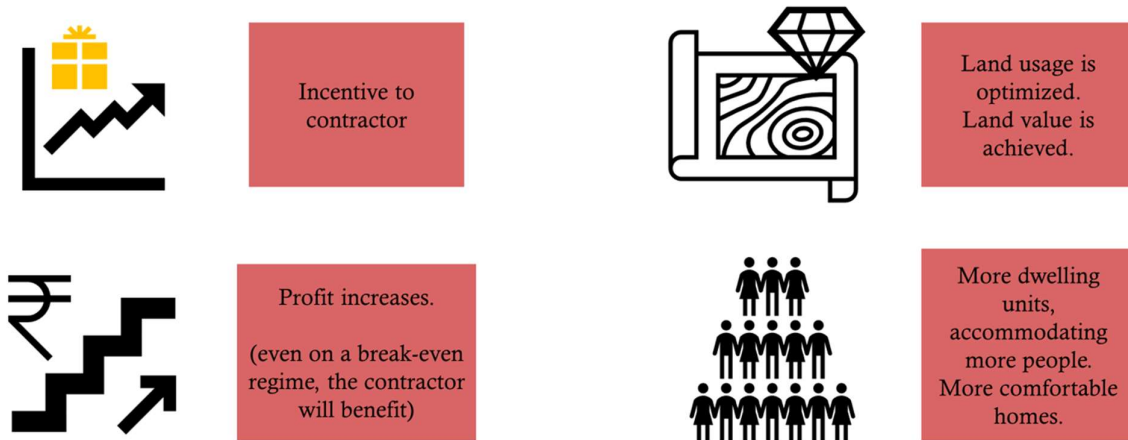 Incentive to
contractor
Land usage is
optimized.
Land value is
achieved.
₹
Profit increases.
(even on a break-even
regime, the contractor
will benefit)
More dwelling
units,
accommodating
more people.
More comfortable
homes.